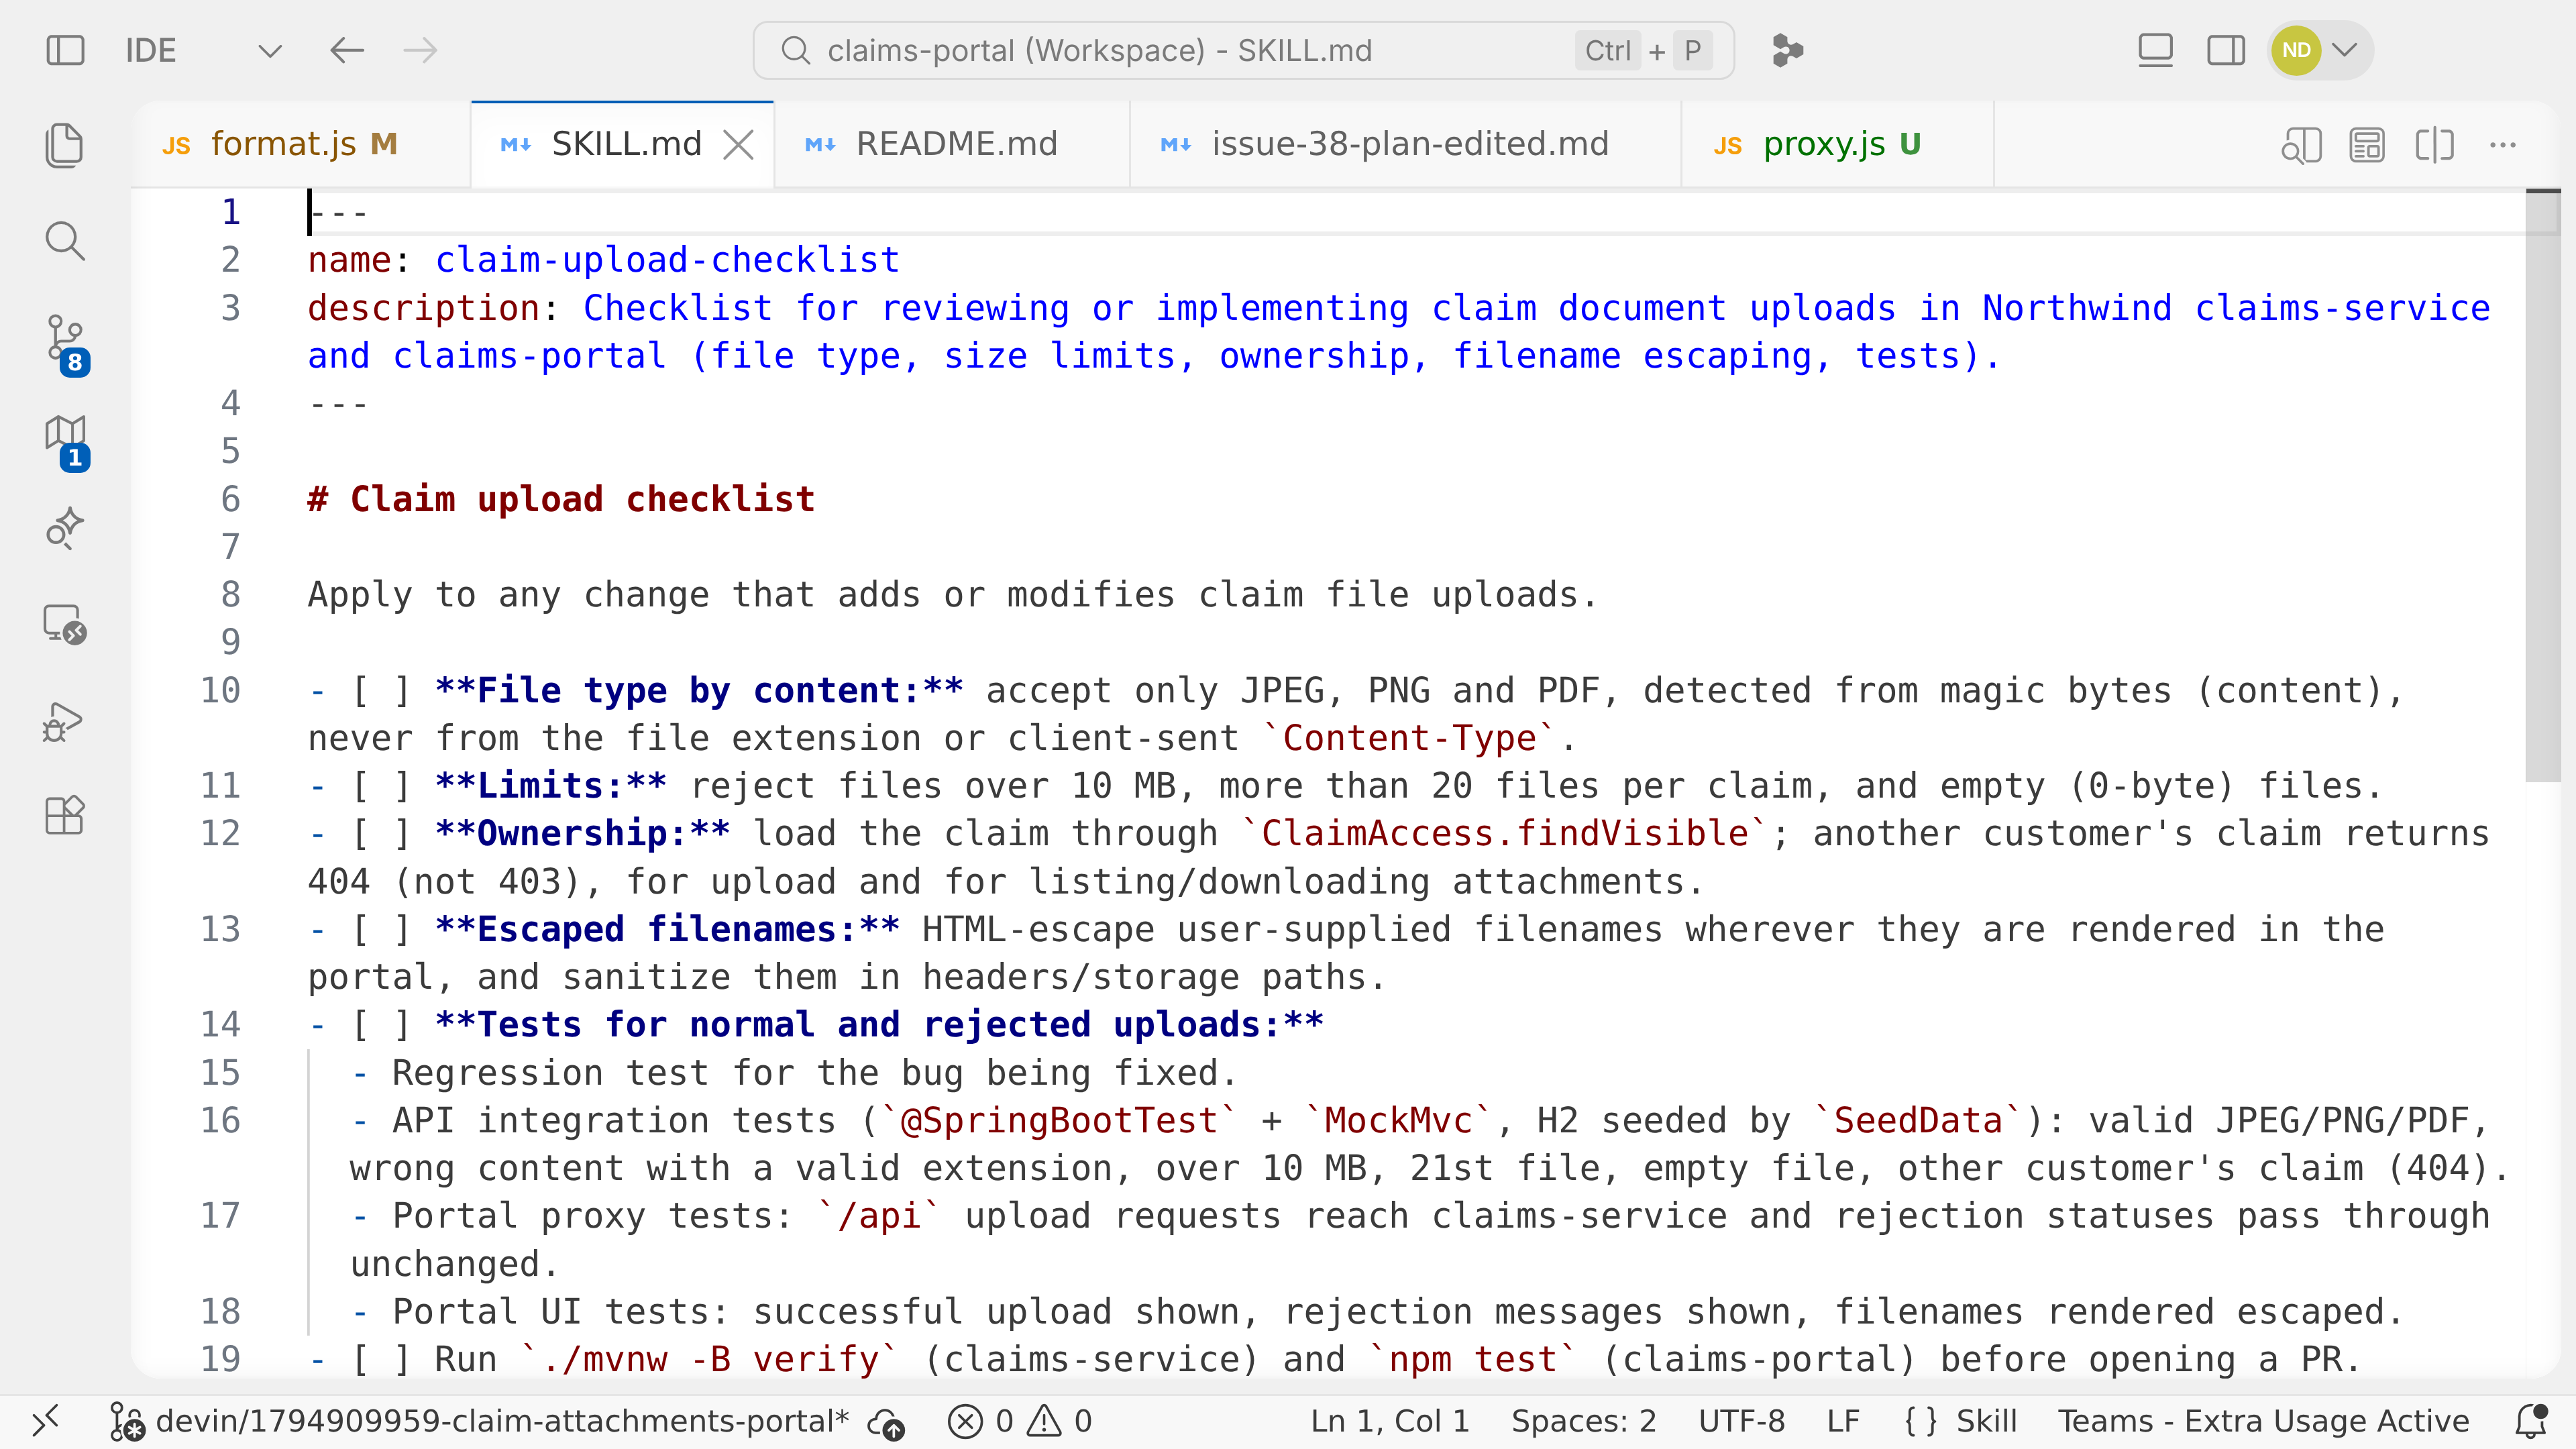 IDE
claims-portal (Workspace) - SKILL.md
Ctrl + P
ND
JS format.js M
SKILL.md
README.md
issue-38-plan-edited.md
JS proxy.js U
8
1
1 ---
2 name: claim-upload-checklist
3 description: Checklist for reviewing or implementing claim document uploads in Northwind claims-service
and claims-portal (file type, size limits, ownership, filename escaping, tests).
4 ---
5
6 # Claim upload checklist
7
8 Apply to any change that adds or modifies claim file uploads.
9
10 - [ ] **File type by content:** accept only JPEG, PNG and PDF, detected from magic bytes (content),
never from the file extension or client-sent `Content-Type`.
11 - [ ] **Limits:** reject files over 10 MB, more than 20 files per claim, and empty (0-byte) files.
12 - [ ] **Ownership:** load the claim through `ClaimAccess.findVisible`; another customer's claim returns
404 (not 403), for upload and for listing/downloading attachments.
13 - [ ] **Escaped filenames:** HTML-escape user-supplied filenames wherever they are rendered in the
portal, and sanitize them in headers/storage paths.
14 - [ ] **Tests for normal and rejected uploads:**
15 - Regression test for the bug being fixed.
16 - API integration tests (`@SpringBootTest` + `MockMvc`, H2 seeded by `SeedData`): valid JPEG/PNG/PDF,
wrong content with a valid extension, over 10 MB, 21st file, empty file, other customer's claim (404).
17 - Portal proxy tests: `/api` upload requests reach claims-service and rejection statuses pass through
unchanged.
18 - Portal UI tests: successful upload shown, rejection messages shown, filenames rendered escaped.
19 - [ ] Run `./mvnw -B verify` (claims-service) and `npm test` (claims-portal) before opening a PR.
devin/1794909959-claim-attachments-portal*
0
0
Ln 1, Col 1
Spaces: 2
UTF-8
LF
{ } Skill
Teams - Extra Usage Active